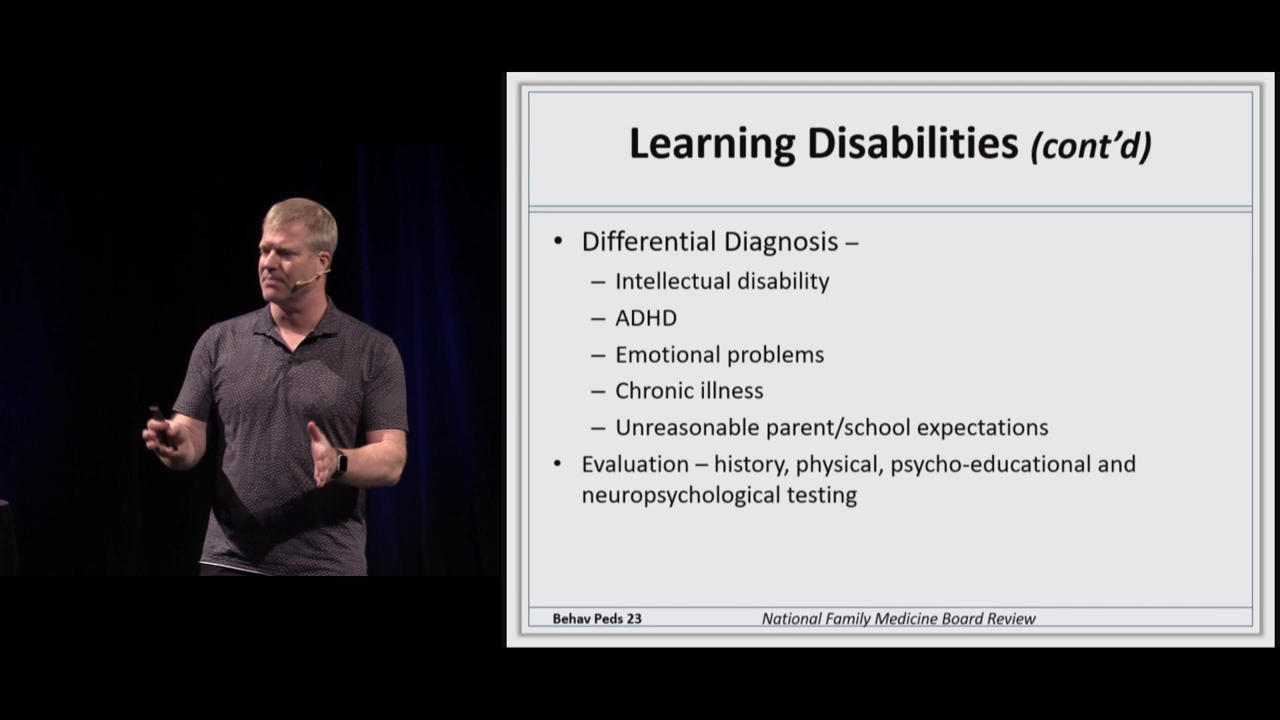 Learning Disabilities (cont’d)
• Differential Diagnosis –
– Intellectual disability
– ADHD
– Emotional problems
– Chronic illness
– Unreasonable parent/school expectations
• Evaluation – history, physical, psycho-educational and
neuropsychological testing
Behav Peds 23
National Family Medicine Board Review